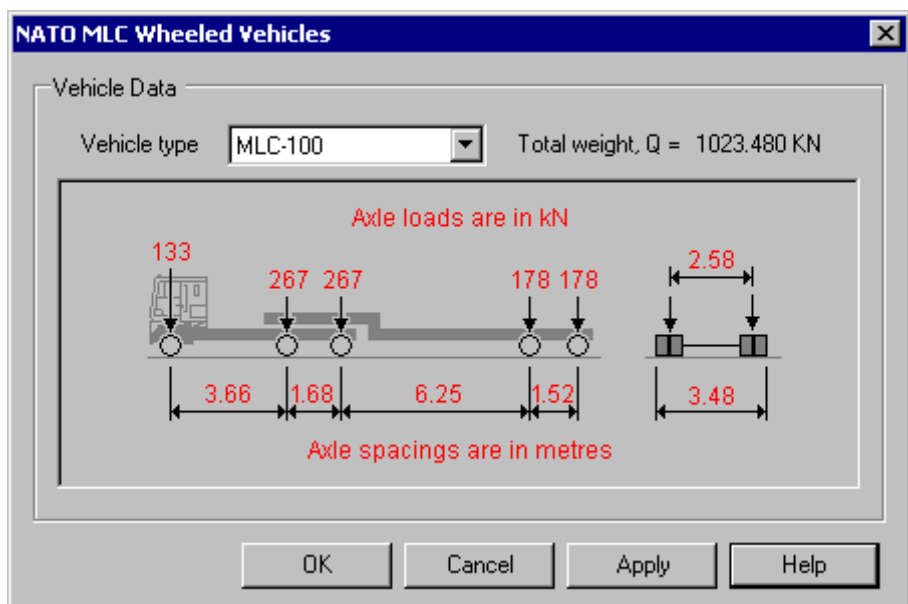 NATO MLC Wheeled Vehicles
Vehicle Data
Vehicle type MLC-100 Total weight, Q = 1023.480 KN
Axle loads are in kN
133
267 267 178 178 2.58
3.66 1.68 6.25 1.52 3.48
Axle spacings are in metres
OK Cancel Apply Help